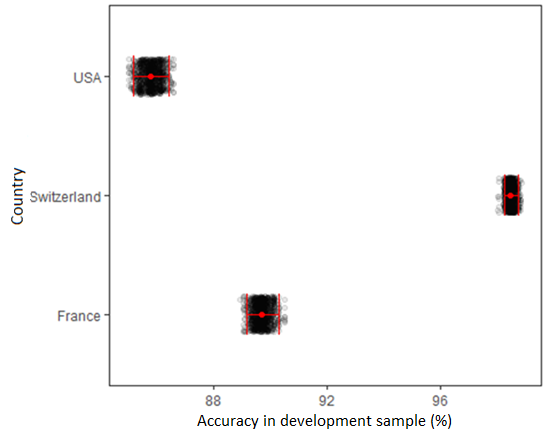 USA
Switzerland
France
Country
88
92
96
Accuracy in development sample (%)